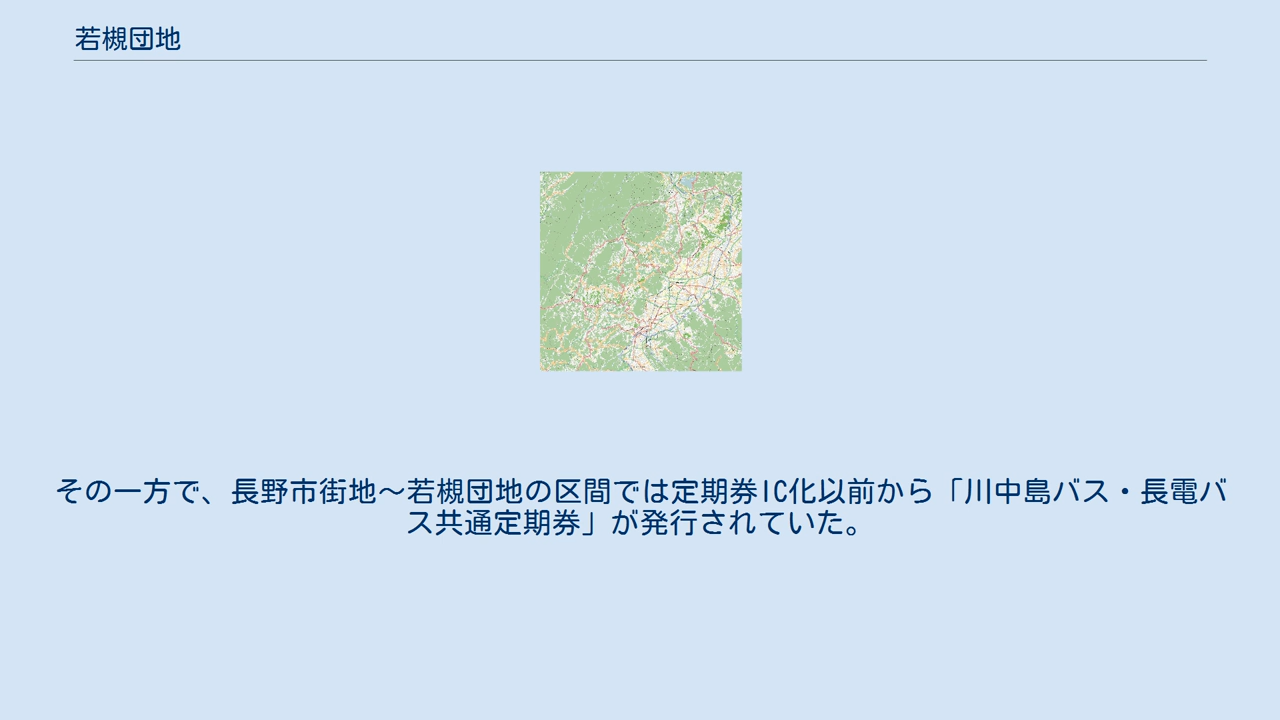 若槻団地
その一方で、長野市街地～若槻団地の区間では定期券IC化以前から「川中島バス・長電バ
ス共通定期券」が発行されていた。